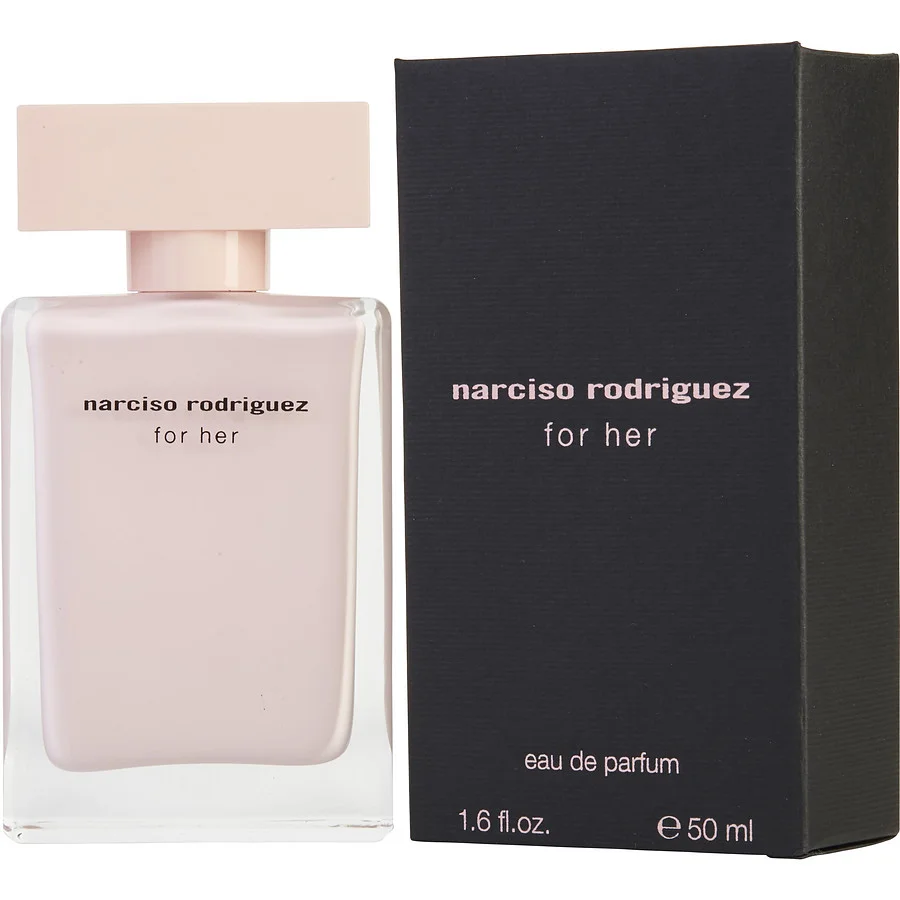 narciso rodriguez
for her
narciso rodriguez
for her
eau de parfum
1.6 fl.oz.
℮ 50 ml